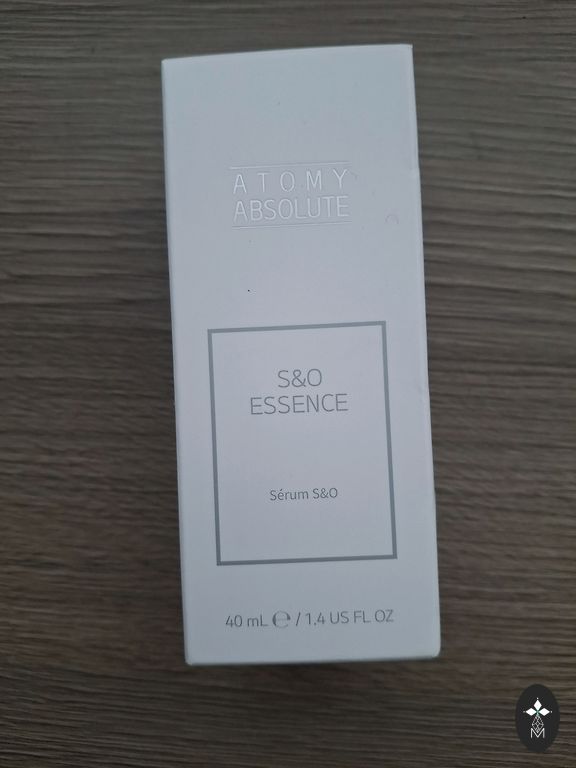 ATOMY
ABSOLUTE
S&O
ESSENCE
Sérum S&O
40 mL ℮ / 1.4 US FL OZ
M